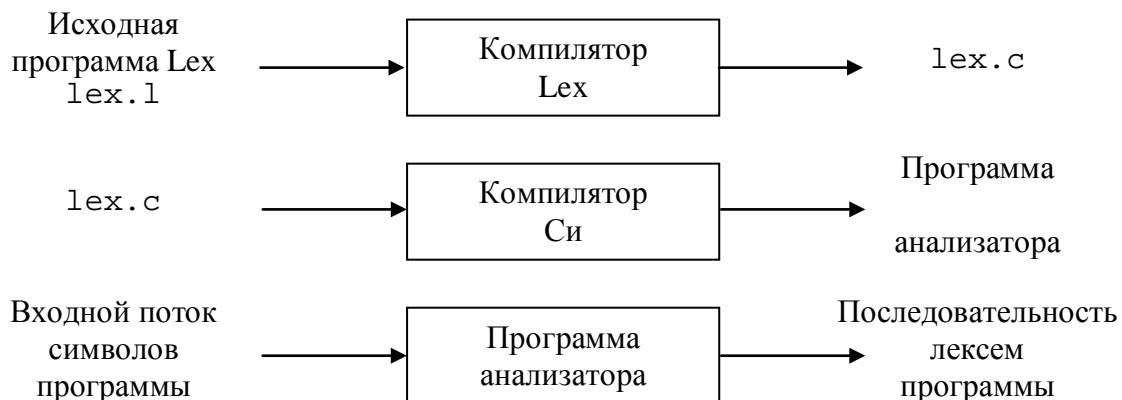 Исходная
программа Lex
lex.l
Компилятор
Lex
lex.c
lex.c
Компилятор
Си
Программа
анализатора
Входной поток
символов
программы
Программа
анализатора
Последовательность
лексем
программы